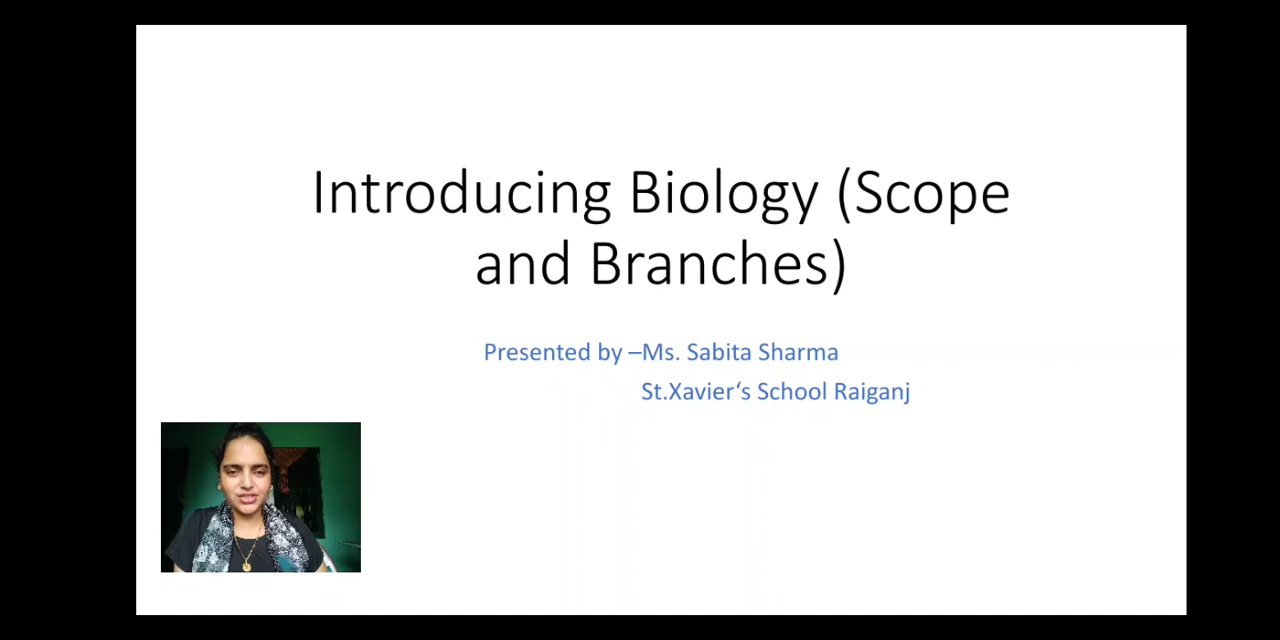 Introducing Biology (Scope
and Branches)
Presented by –Ms. Sabita Sharma
St.Xavier‘s School Raiganj